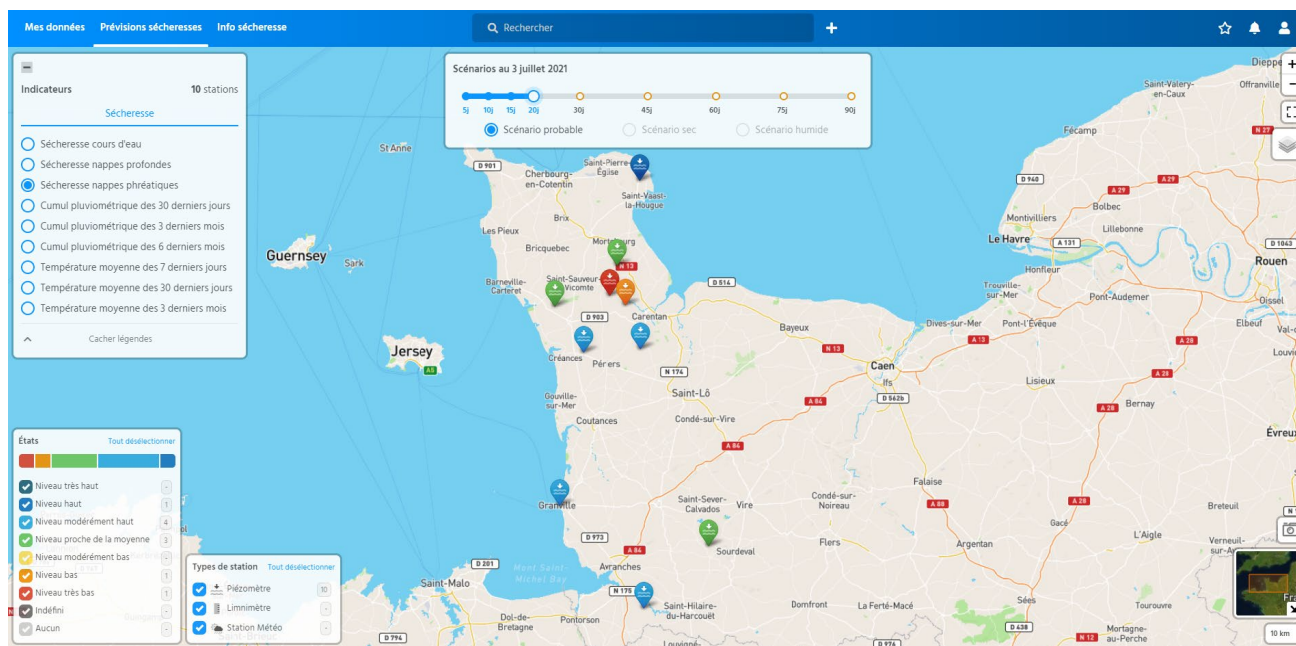 Mes données Prévisions sécheresses Info sécheresse Rechercher
Indicateurs 10 stations
Sécheresse
Sécheresse cours d'eau
Sécheresse nappes profondes
Sécheresse nappes phréatiques
Cumul pluviométrique des 30 derniers jours
Cumul pluviométrique des 3 derniers mois
Cumul pluviométrique des 6 derniers mois
Température moyenne des 7 derniers jours
Température moyenne des 30 derniers jours
Température moyenne des 3 derniers mois
Cacher légendes
Scénarios au 3 juillet 2021
5j 10j 15j 20j 30j 45j 60j 75j 90j
Scénario probable Scénario sec Scénario humide
Dieppe
Saint-Valery-
en-Caux
Offranville
N 27
Fécamp
St Anne
D 901
Cherbourg-
en-Cotentin
Saint-Pierre-
Église
Saint-Vaast-
la-Hougue
D 940
A 29
A 29
Bolbec
Montivilliers
Lillebonne
Brix
Les Pieux
Le Havre
A 131
D 1043
Bricquebec
Guernsey
Sark
Rouen
N 13
Honfleur
Barneville-
Carteret
Saint-Sauveur-
Vicomte
D 514
Trouville-
sur-Mer
Pont-Audemer
Oissel
D 903
Carentan
Bayeux
Dives-sur-Mer
Pont-l'Évêque
Elbeuf
A 13
A 28
Jersey
A8
Créances
N 13
Caen
Ifs
N 174
Lisieux
A 28
Saint-Lô
A 84
D 562b
A 28
Bernay
Gouville-
sur-Mer
Condé-sur-Vire
Coutances
Évreux
A 84
Falaise
Granville
Saint-Sever-
Calvados
Vire
Condé-sur-
Noireau
A 88
A 28
Breteuil
Gacé
D 973
A 84
Sourdeval
Flers
Argentan
L'Aigle
Avranches
D 201
Mont Saint-
Michel Bay
Saint-Malo
N 175
Saint-Hilaire-
du-Harcouët
Domfront
La Ferté-Macé
Sées
Tourouvre
Dol-de-
Bretagne
Pontorson
D 794
D 438
Mortagne-
au-Perche
N 12
D 976
10 km
États Tout désélectionner
Niveau très haut -
Niveau haut 1
Niveau modérément haut 4
Niveau proche de la moyenne 3
Niveau modérément bas -
Niveau bas 1
Niveau très bas 1
Indéfini -
Aucun -
Types de station Tout désélectionner
Piézomètre 10
Limnimètre -
Station Météo -